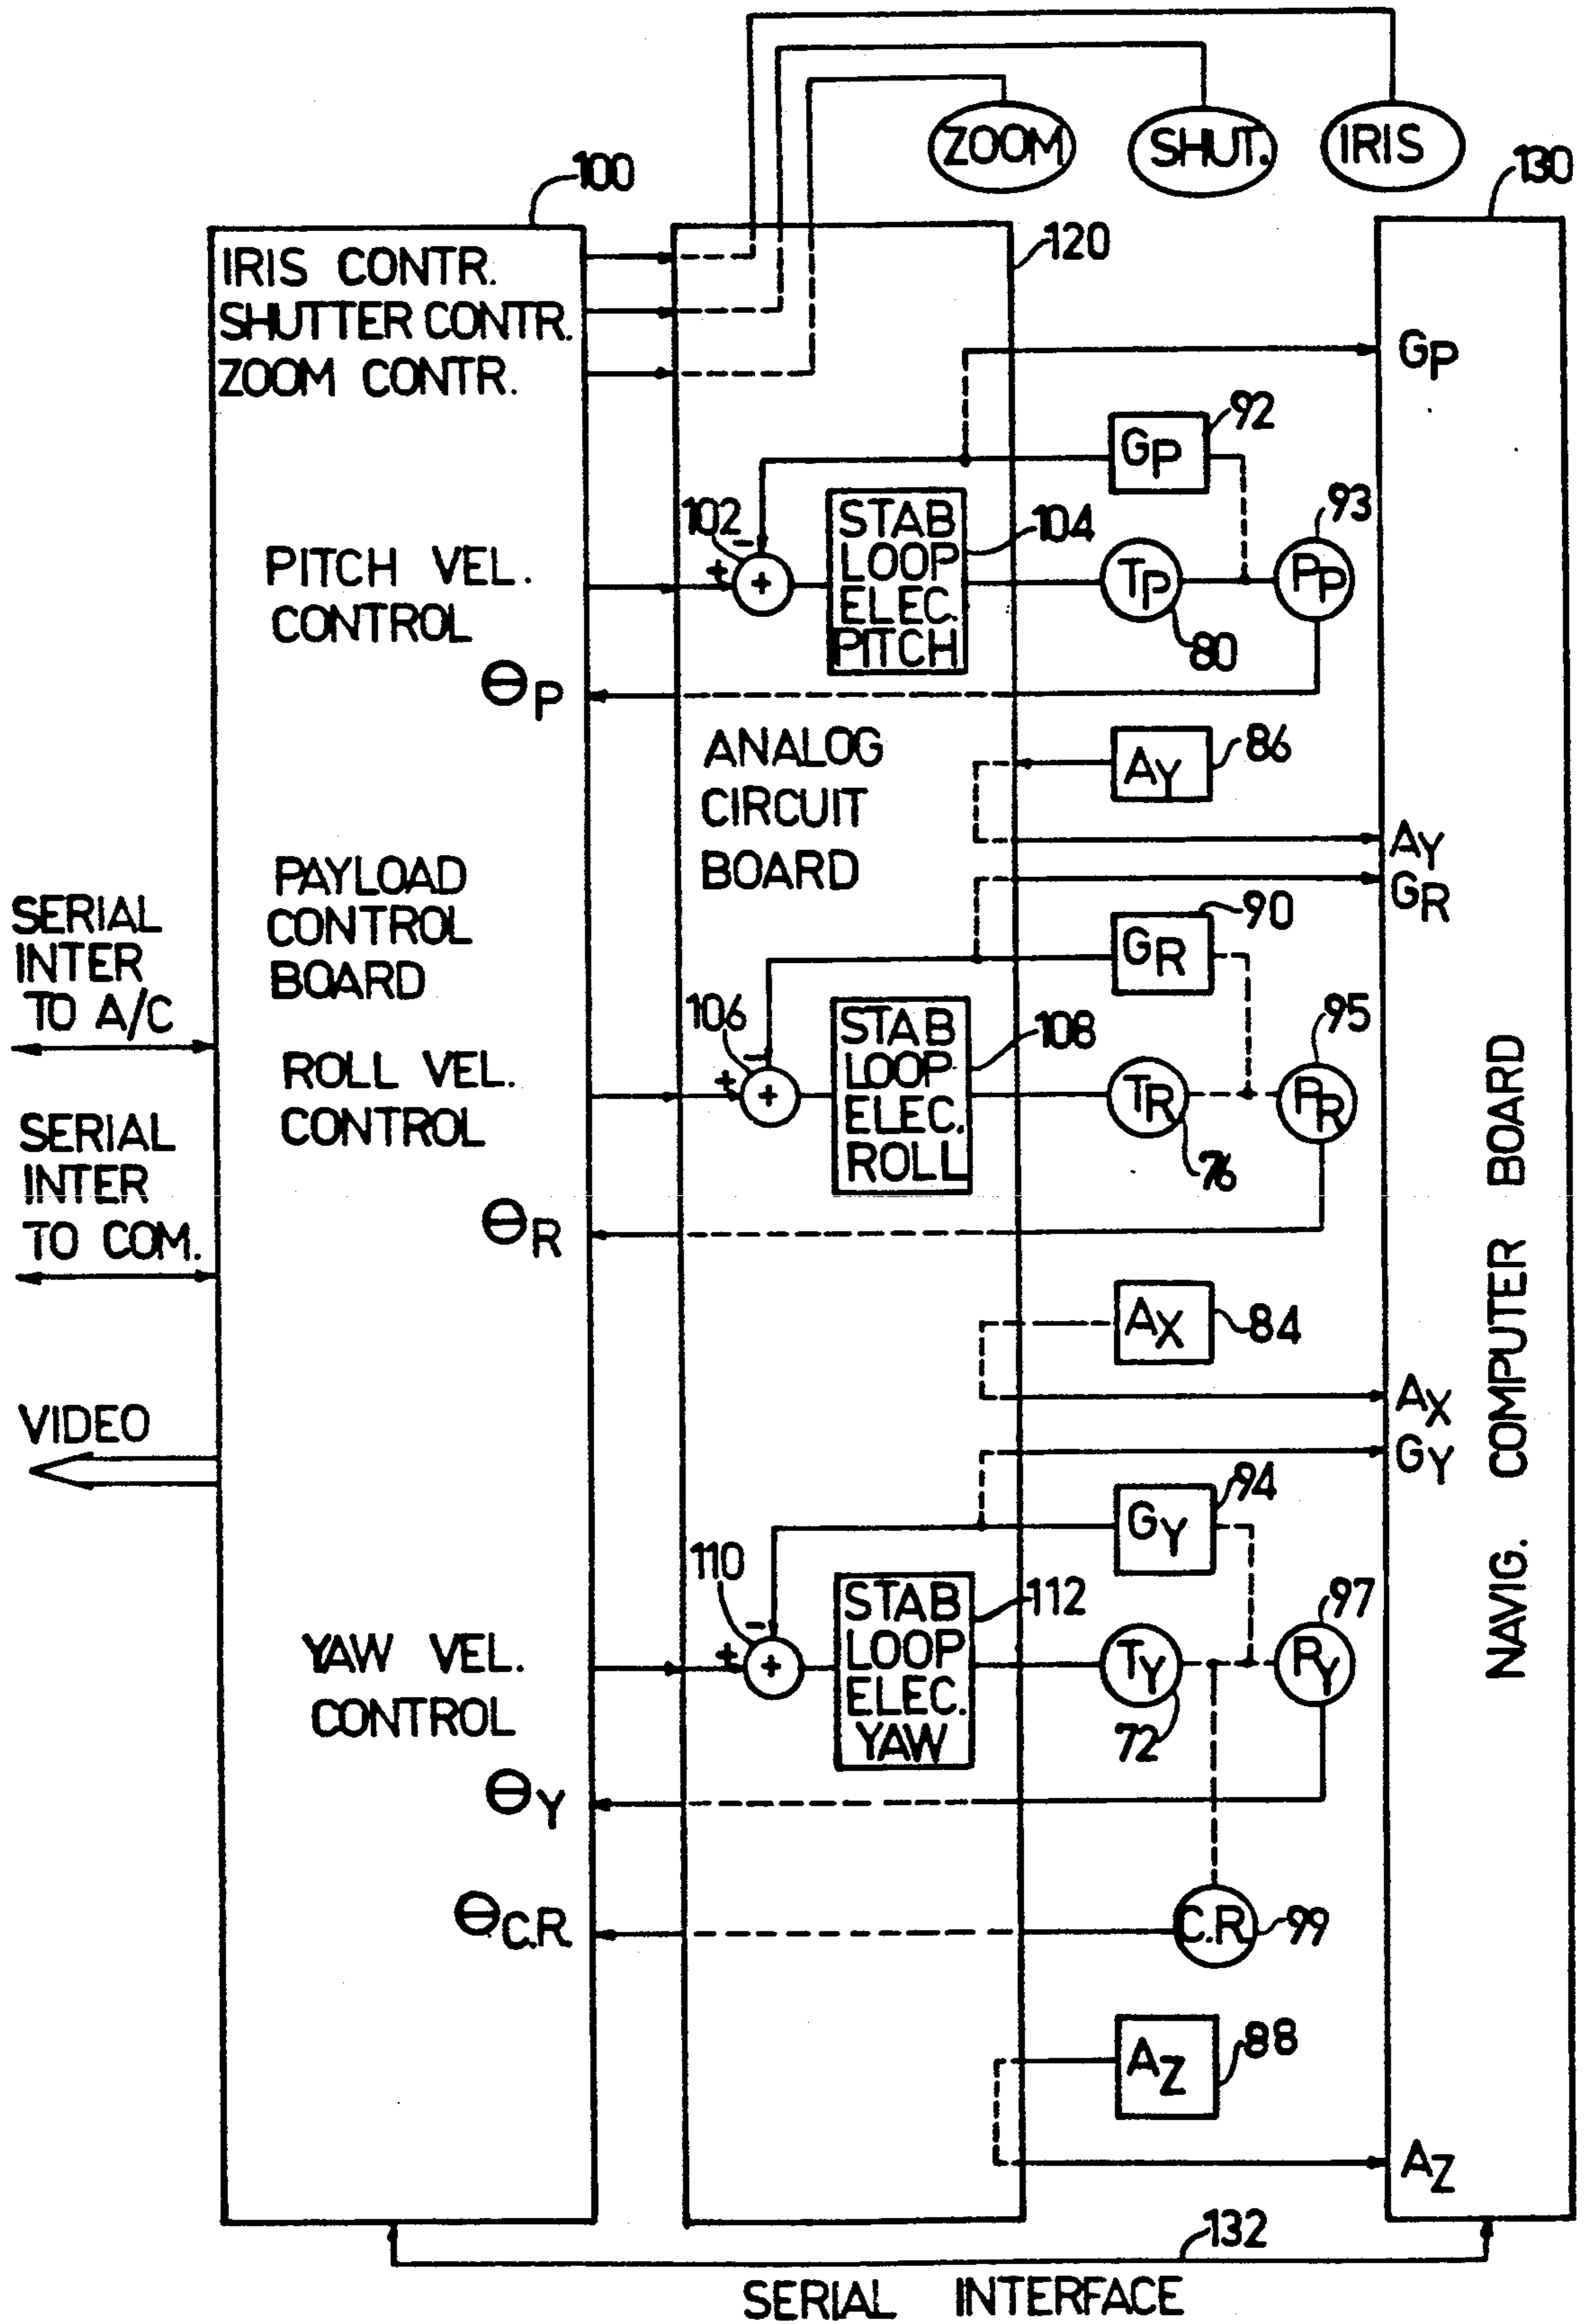 ZOOM
SHUT.
IRIS
100
130
120
IRIS CONTR.
SHUTTER CONTR.
ZOOM CONTR.
GP
92
GP
102
-
+
+
STAB
LOOP
ELEC.
PITCH
104
93
PITCH VEL.
CONTROL
TP
PP
80
ΘP
ANALOG
CIRCUIT
BOARD
AY
86
AY
GR
PAYLOAD
CONTROL
BOARD
SERIAL
INTER
TO A/C
GR
90
106
-
+
+
STAB
LOOP
ELEC.
ROLL
108
95
ROLL VEL.
CONTROL
TR
PR
76
SERIAL
INTER
TO COM.
ΘR
AX
84
AX
GY
VIDEO
GY
94
110
-
+
+
STAB
LOOP
ELEC.
YAW
112
97
YAW VEL.
CONTROL
TY
RY
72
ΘY
ΘC.R.
C.R.
99
AZ
88
AZ
NAVIG. COMPUTER BOARD
132
SERIAL INTERFACE